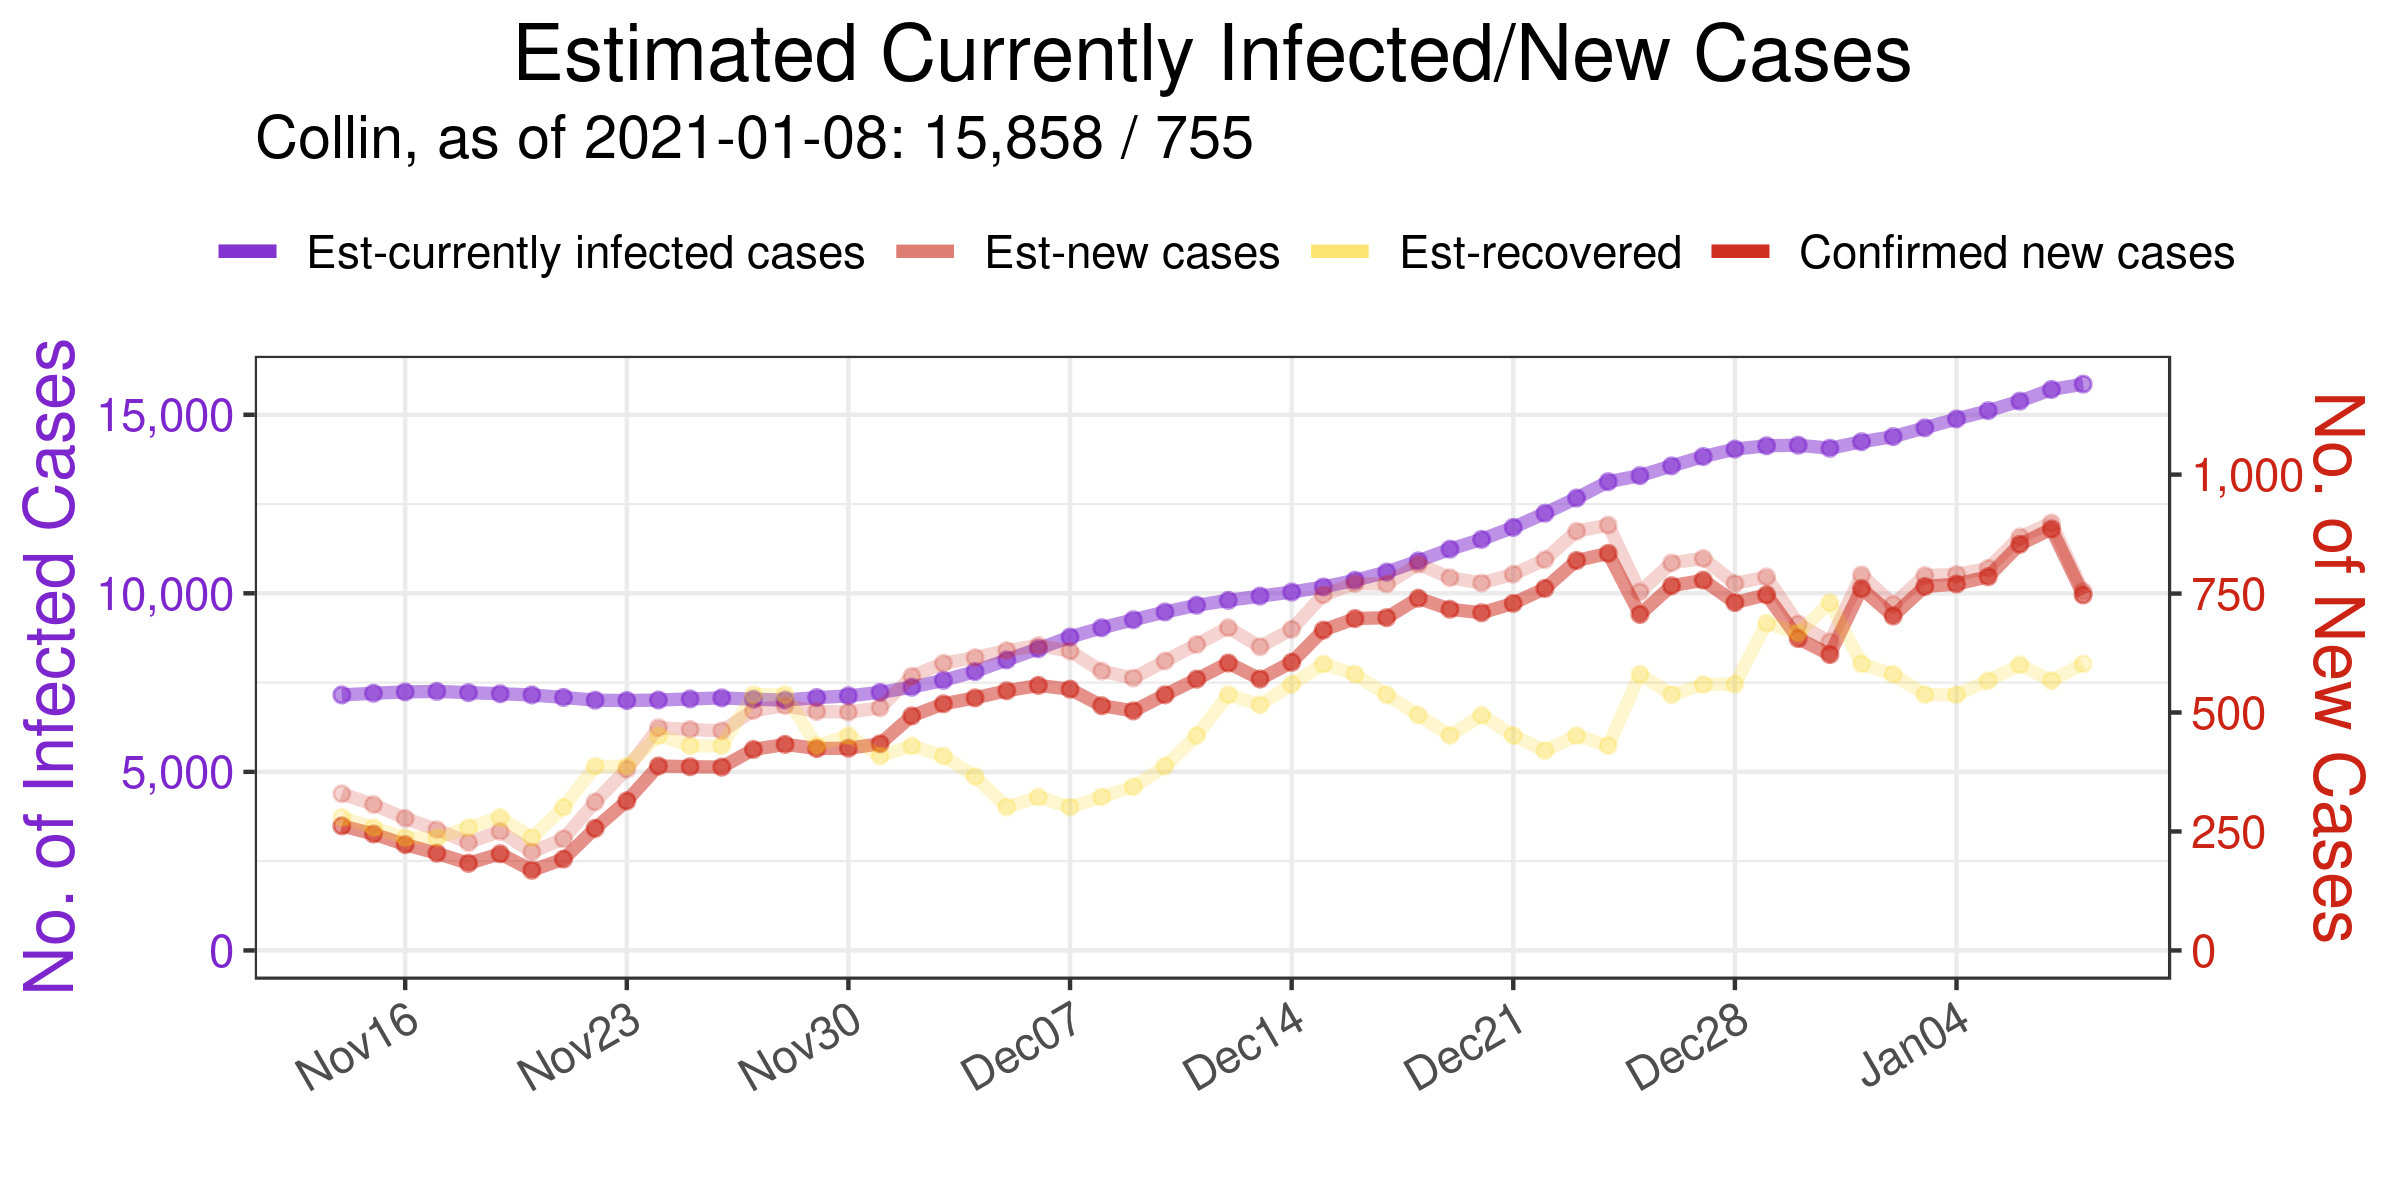 Estimated Currently Infected/New Cases
Collin, as of 2021-01-08: 15,858 / 755
Est-currently infected cases Est-new cases Est-recovered Confirmed new cases
No. of Infected Cases
15,000
10,000
5,000
0
1,000
750
500
250
0
No. of New Cases
Nov16 Nov23 Nov30 Dec07 Dec14 Dec21 Dec28 Jan04